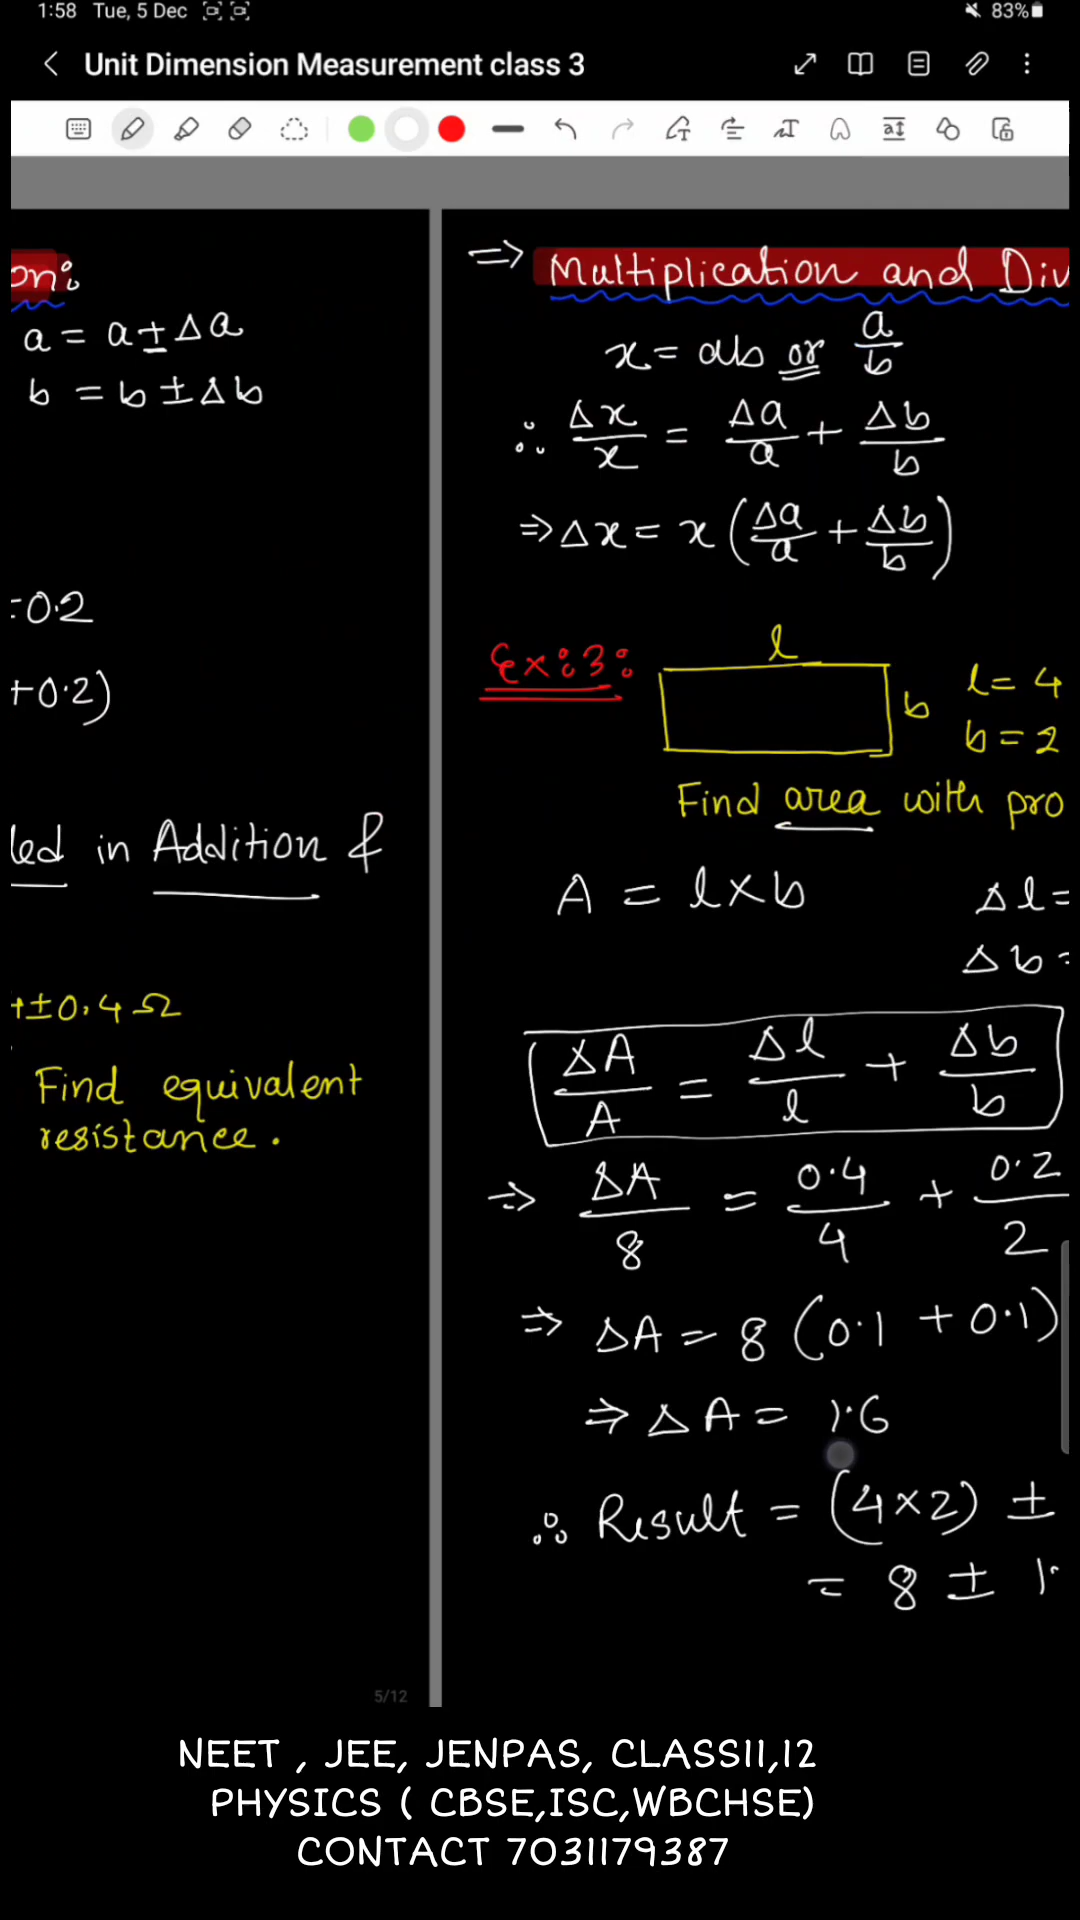 1:58 Tue, 5 Dec
83%
Unit Dimension Measurement class 3
on:
a = a ± Δa
b = b ± Δb
=0.2
+0.2)
led in Addition &
±0.4Ω
Find equivalent
resistance.
5/12
⇒ Multiplication and Div
x = ab or a/b
∴ Δx/x = Δa/a + Δb/b
⇒ Δx = x (Δa/a + Δb/b)
Ex:3:
l
b
l = 4
b = 2
Find area with pro
A = l × b
Δl =
Δb =
ΔA/A = Δl/l + Δb/b
⇒ ΔA/8 = 0.4/4 + 0.2/2
⇒ ΔA = 8 (0.1 + 0.1)
⇒ ΔA = 1.6
∴ Result = (4×2) ±
= 8 ± 1.
NEET , JEE, JENPAS, CLASS11,12
PHYSICS ( CBSE,ISC,WBCHSE)
CONTACT 7031179387